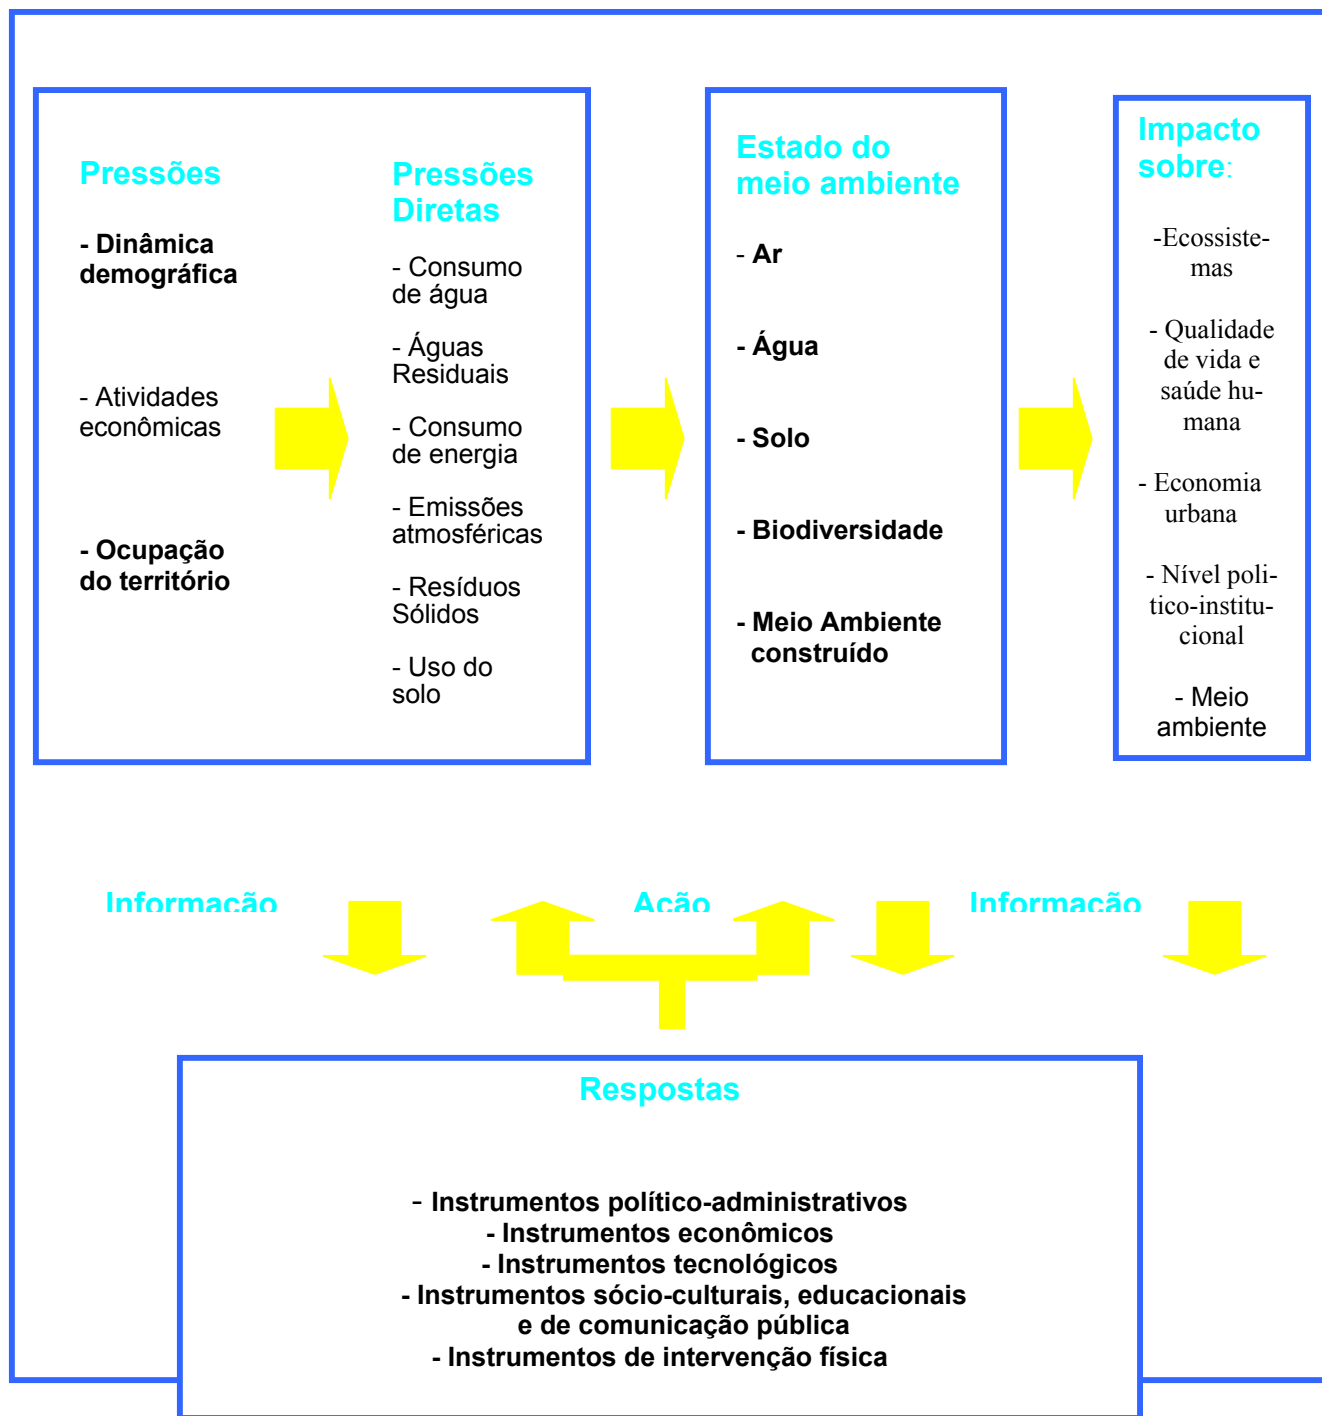 Pressões
- Dinâmica
demográfica
- Atividades
econômicas
- Ocupação
do território
Pressões
Diretas
- Consumo
de água
- Águas
Residuais
- Consumo
de energia
- Emissões
atmosféricas
- Resíduos
Sólidos
- Uso do
solo
Estado do
meio ambiente
- Ar
- Água
- Solo
- Biodiversidade
- Meio Ambiente
construído
Impacto
sobre:
-Ecossiste-
mas
- Qualidade
de vida e
saúde hu-
mana
- Economia
urbana
- Nível poli-
tico-institu-
cional
- Meio
ambiente
Informação
Ação
Informação
Respostas
- Instrumentos político-administrativos
- Instrumentos econômicos
- Instrumentos tecnológicos
- Instrumentos sócio-culturais, educacionais
e de comunicação pública
- Instrumentos de intervenção física